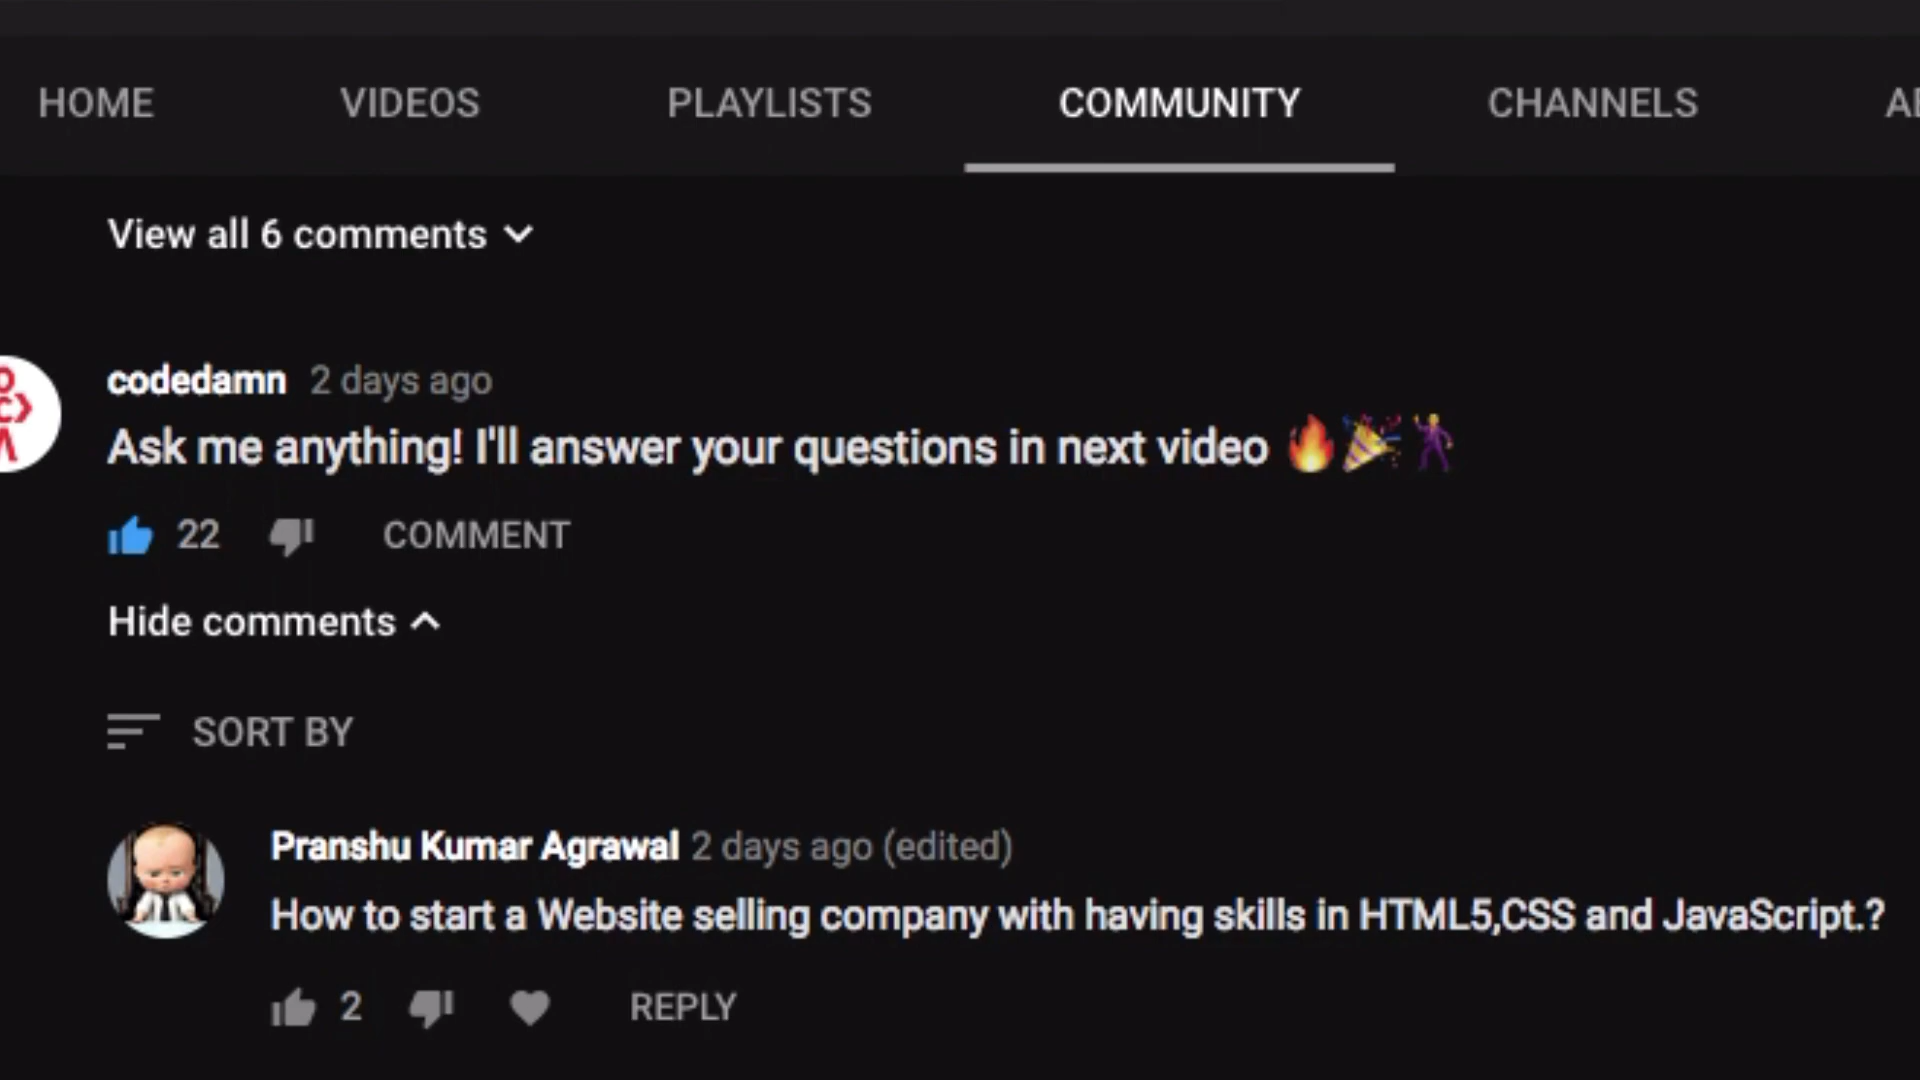 HOME VIDEOS PLAYLISTS COMMUNITY CHANNELS
View all 6 comments
codedamn 2 days ago
Ask me anything! I'll answer your questions in next video 🔥🎉🕺
22 COMMENT
Hide comments
SORT BY
Pranshu Kumar Agrawal 2 days ago (edited)
How to start a Website selling company with having skills in HTML5,CSS and JavaScript.?
2 REPLY